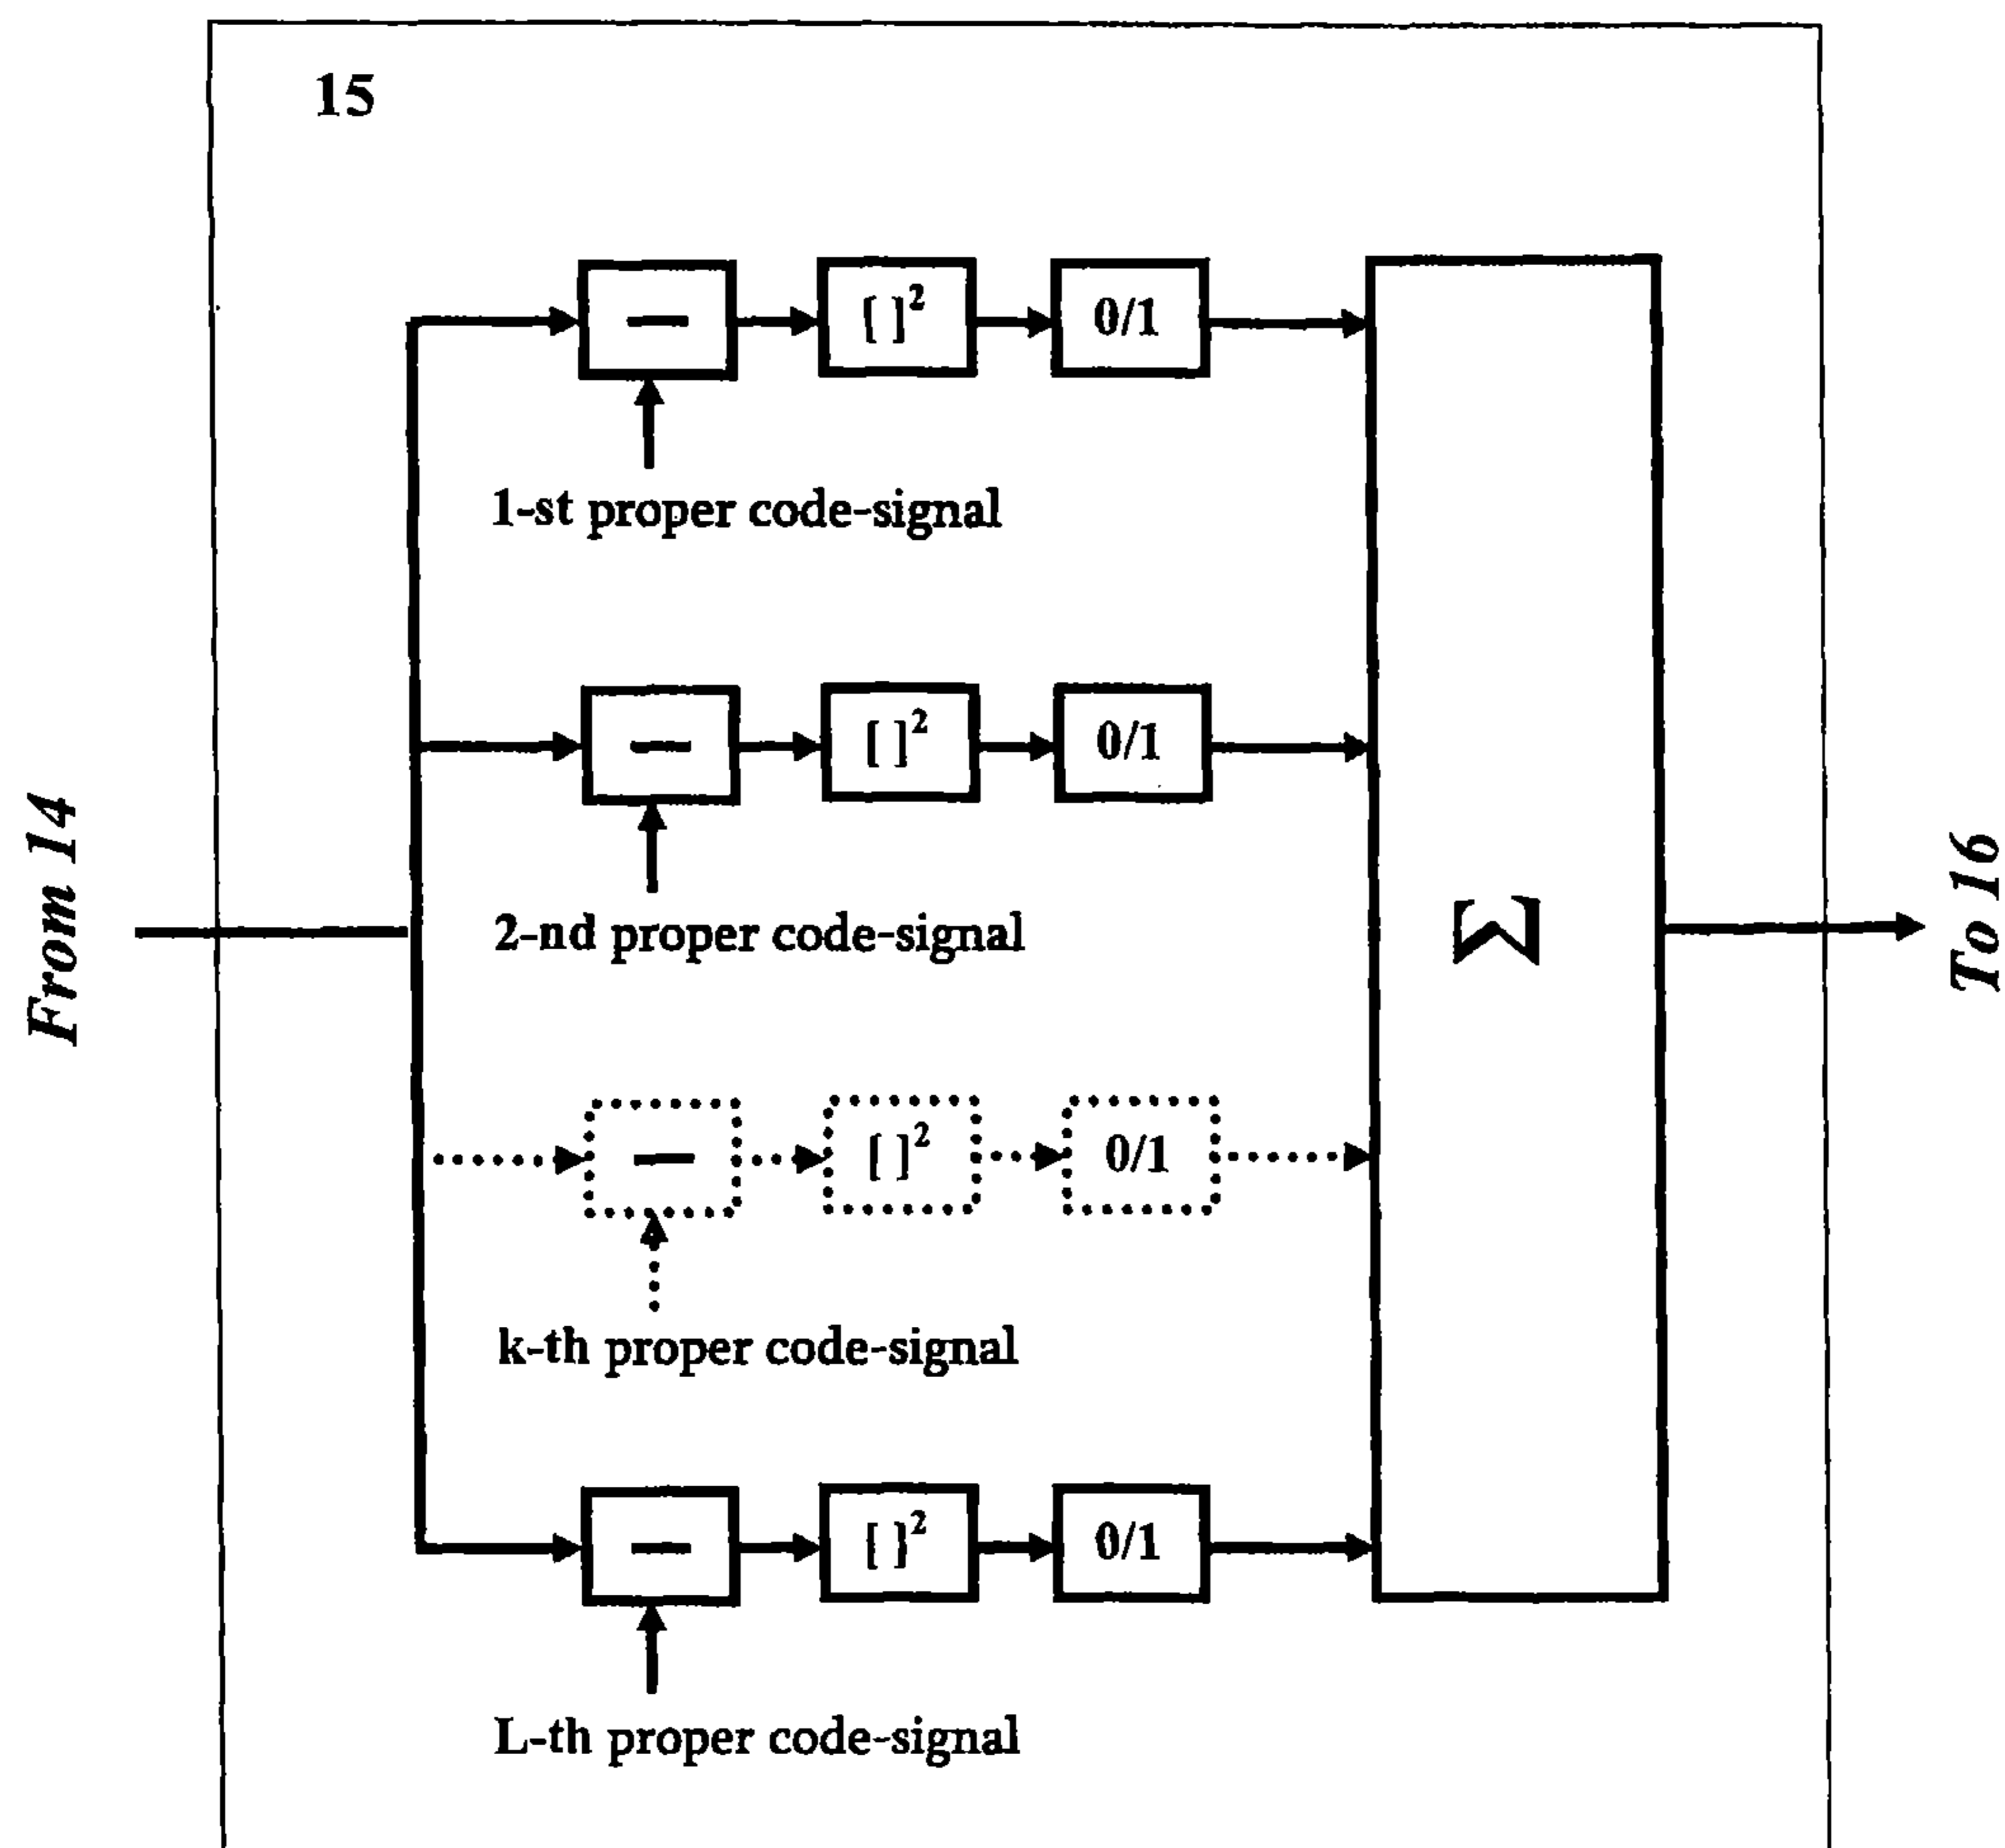 15
— [ ]² 0/1
1-st proper code-signal
— [ ]² 0/1
2-nd proper code-signal
From 14
Σ
To 16
— [ ]² 0/1
k-th proper code-signal
— [ ]² 0/1
L-th proper code-signal